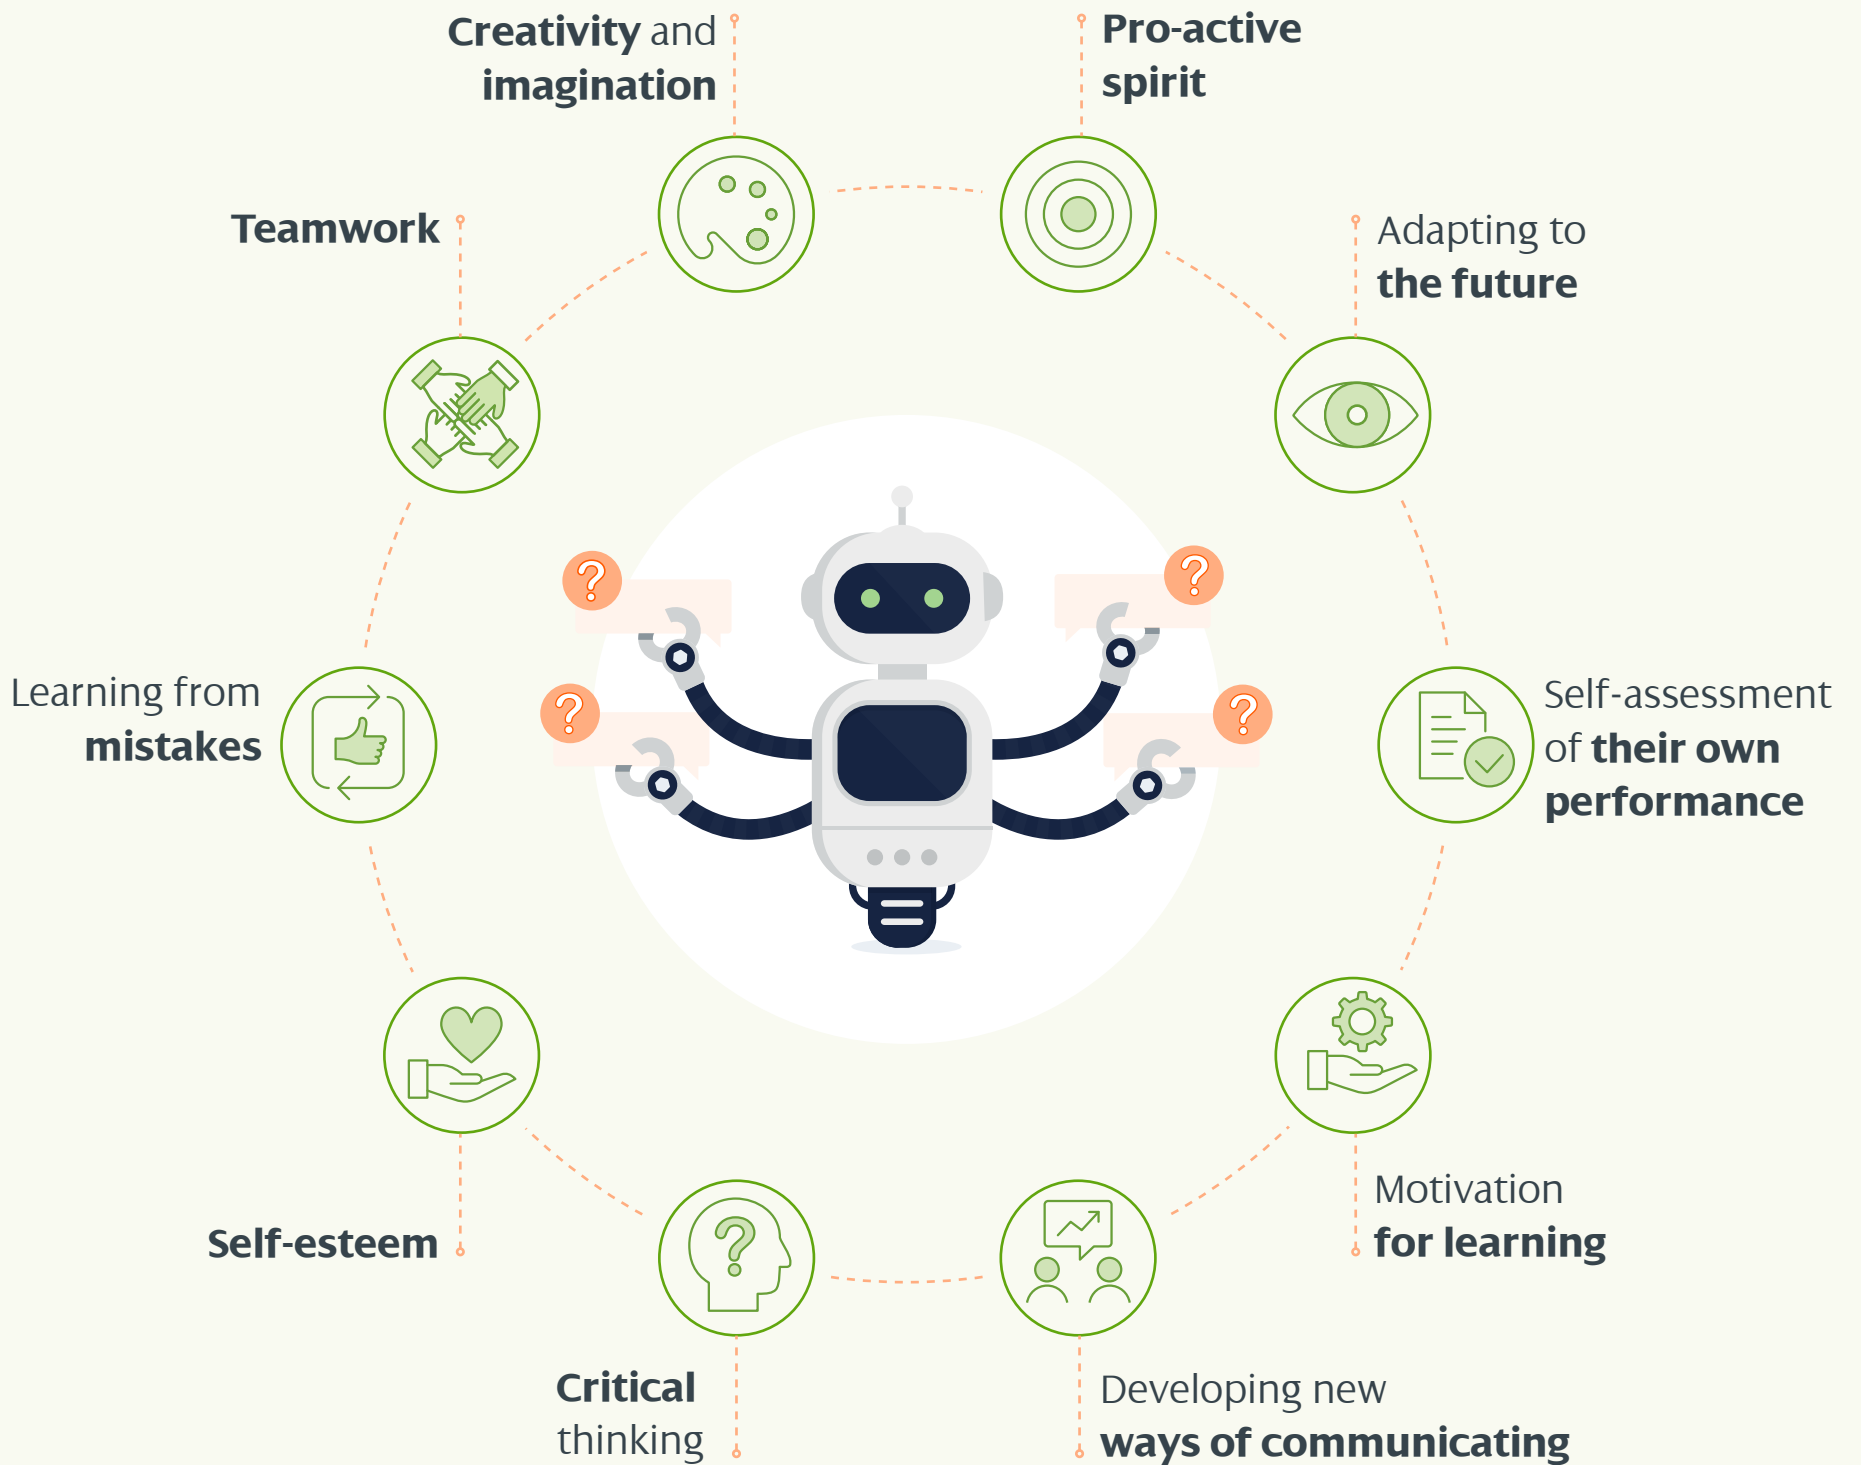 Creativity and
imagination
Pro-active
spirit
Teamwork
Adapting to
the future
Learning from
mistakes
Self-assessment
of their own
performance
?
?
?
?
Self-esteem
Motivation
for learning
?
Critical
thinking
Developing new
ways of communicating